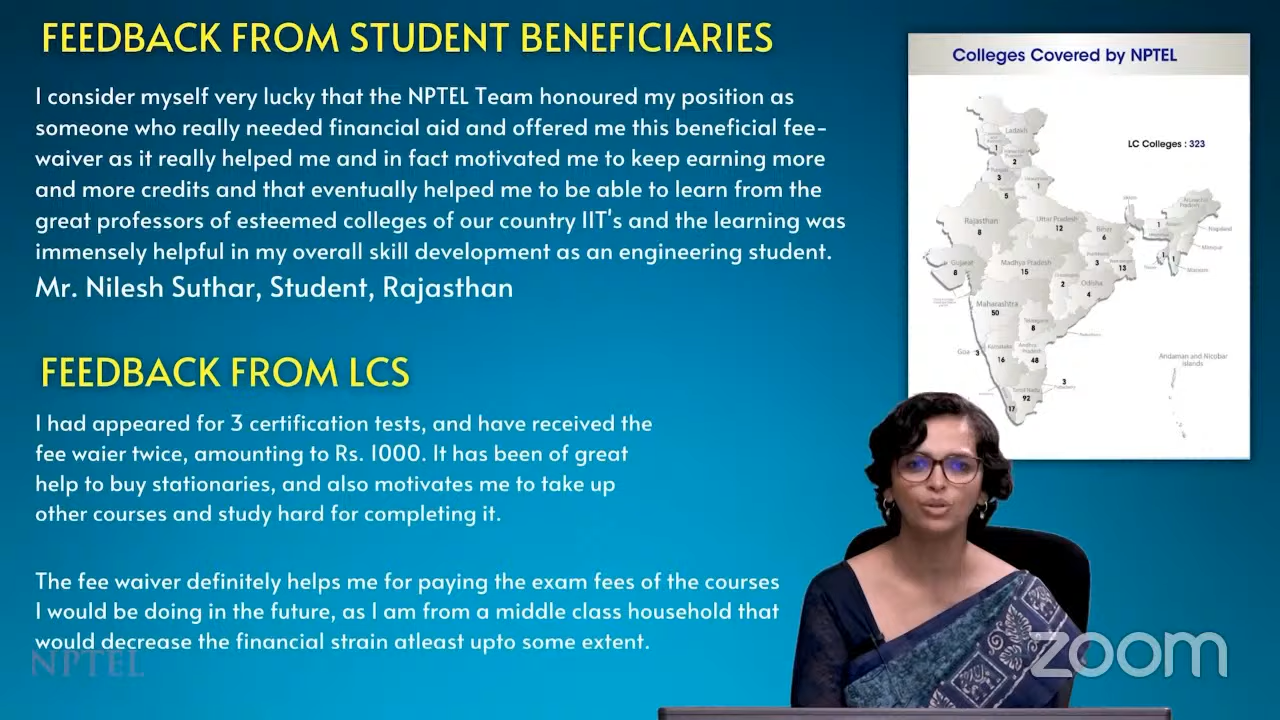 FEEDBACK FROM STUDENT BENEFICIARIES
I consider myself very lucky that the NPTEL Team honoured my position as
someone who really needed financial aid and offered me this beneficial fee-
waiver as it really helped me and in fact motivated me to keep earning more
and more credits and that eventually helped me to be able to learn from the
great professors of esteemed colleges of our country IIT's and the learning was
immensely helpful in my overall skill development as an engineering student.
Mr. Nilesh Suthar, Student, Rajasthan
FEEDBACK FROM LCS
I had appeared for 3 certification tests, and have received the
fee waier twice, amounting to Rs. 1000. It has been of great
help to buy stationaries, and also motivates me to take up
other courses and study hard for completing it.
The fee waiver definitely helps me for paying the exam fees of the courses
I would be doing in the future, as I am from a middle class household that
would decrease the financial strain atleast upto some extent.
NPTEL
Colleges Covered by NPTEL
LC Colleges : 323
Ladakh
1
2
3
1
5
Rajasthan
8
Uttar Pradesh
12
Bihar
6
1
Arunachal
Pradesh
Nagaland
Manipur
Mizoram
1
1
Gujarat
8
Madhya Pradesh
15
3
13
2
Odisha
4
Maharashtra
50
Telangana
8
Goa
3
Karnataka
16
Andhra
Pradesh
48
Tamil Nadu
92
3
17
Andaman and Nicobar
Islands
zoom